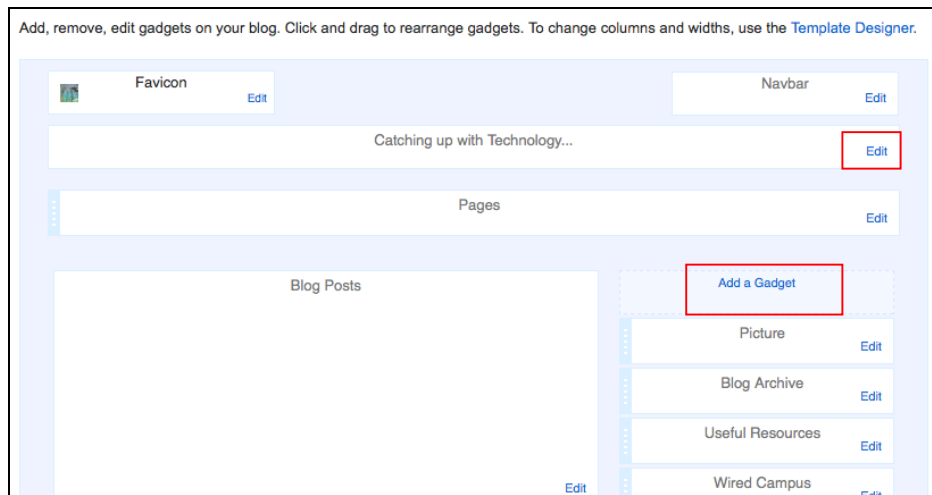 Add, remove, edit gadgets on your blog. Click and drag to rearrange gadgets. To change columns and widths, use the Template Designer.
Favicon
Edit
Navbar
Edit
Catching up with Technology...
Edit
Pages
Edit
Blog Posts
Edit
Add a Gadget
Picture
Edit
Blog Archive
Edit
Useful Resources
Edit
Wired Campus
Edit